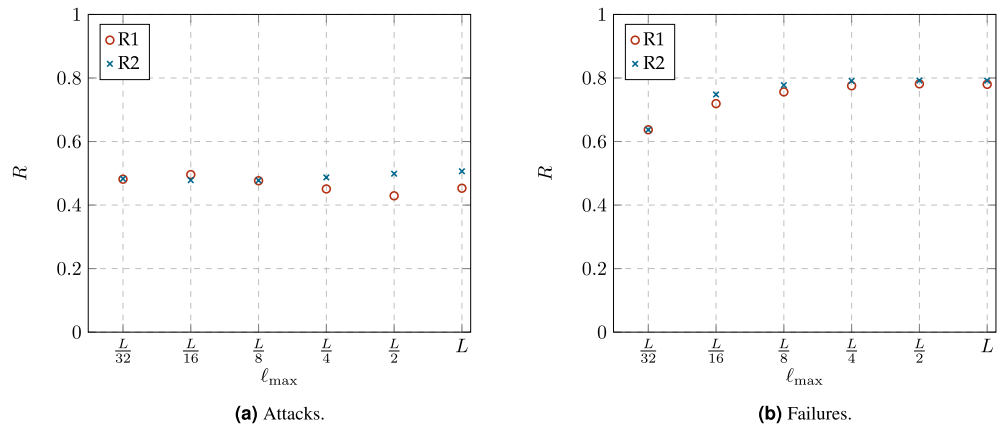 1
0.8
0.6
0.4
0.2
0
R
R1
R2
L/32 L/16 L/8 L/4 L/2 L
ℓmax
(a) Attacks.
1
0.8
0.6
0.4
0.2
0
R
R1
R2
L/32 L/16 L/8 L/4 L/2 L
ℓmax
(b) Failures.